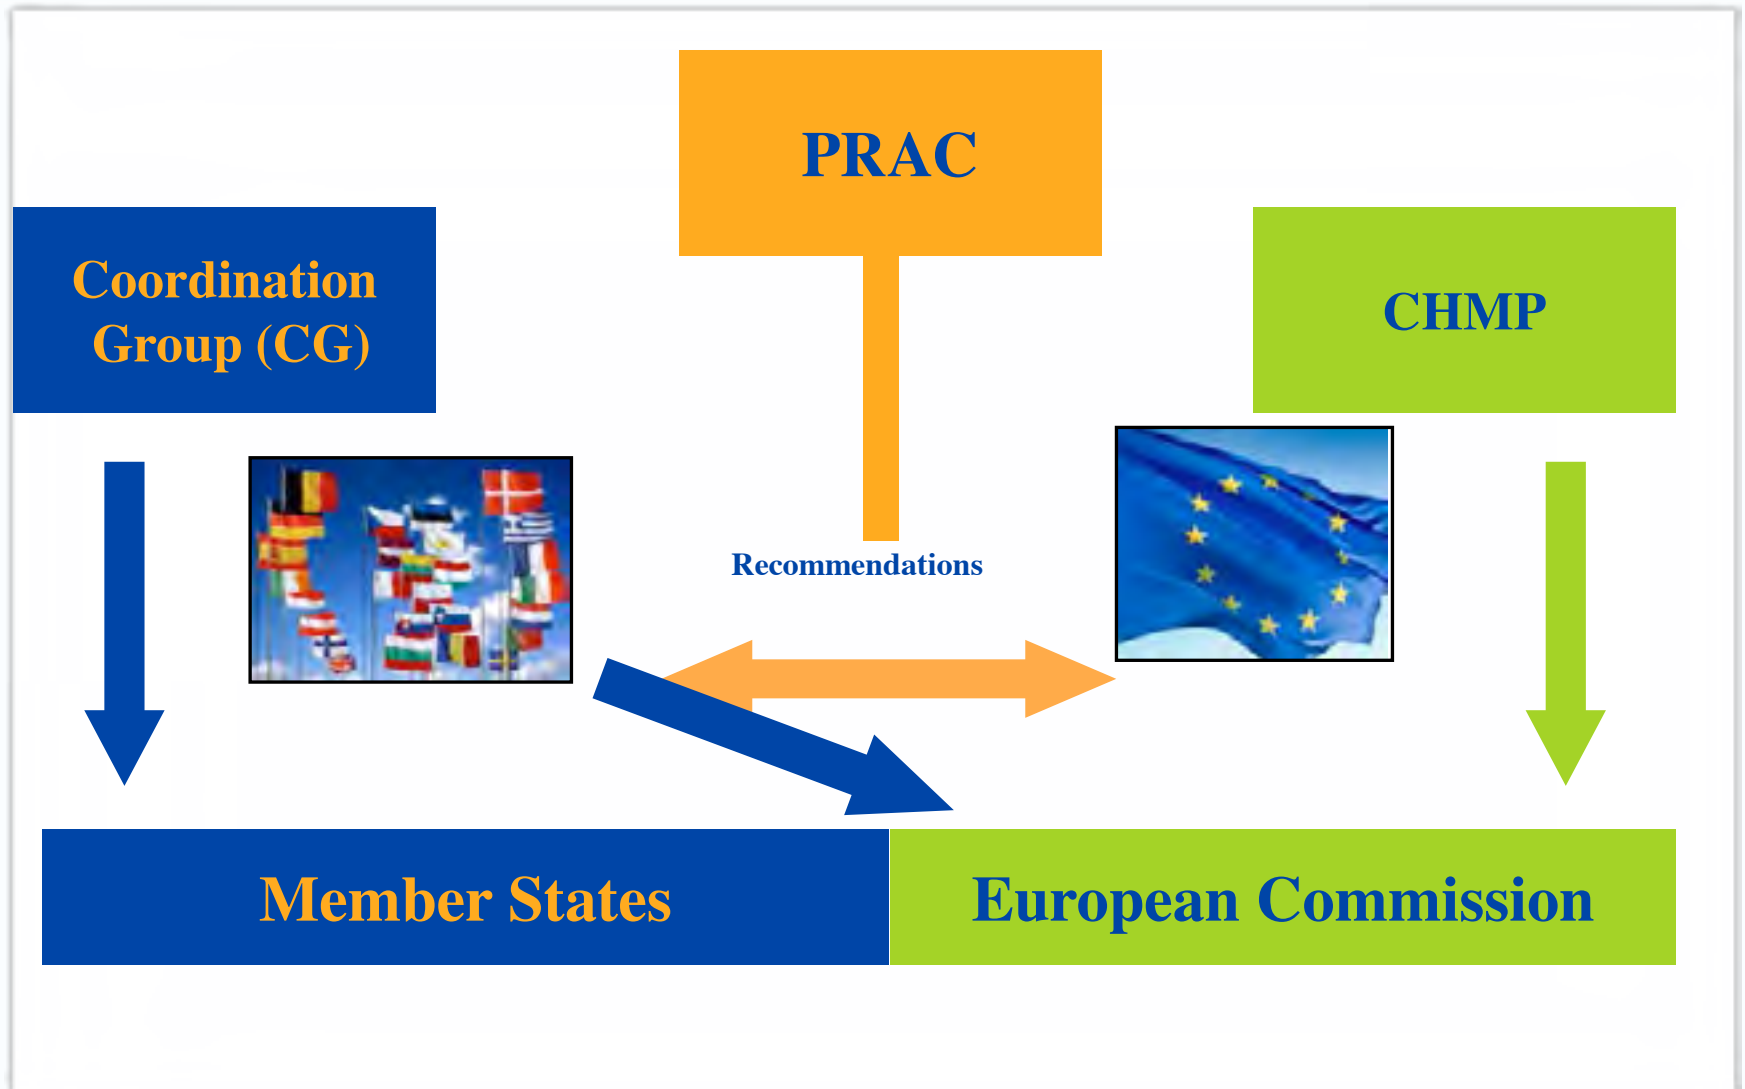 PRAC
Coordination
Group (CG)
CHMP
Recommendations
Member States
European Commission